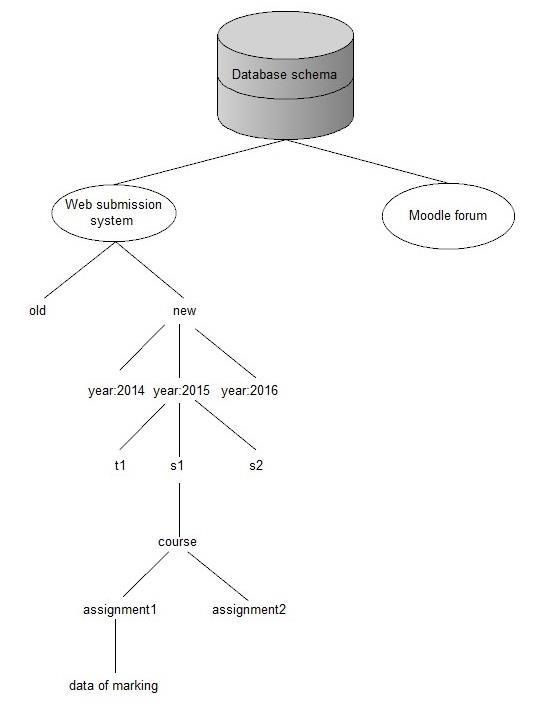 Database schema
Web submission
system
Moodle forum
old
new
year:2014
year:2015
year:2016
t1
s1
s2
course
assignment1
assignment2
data of marking